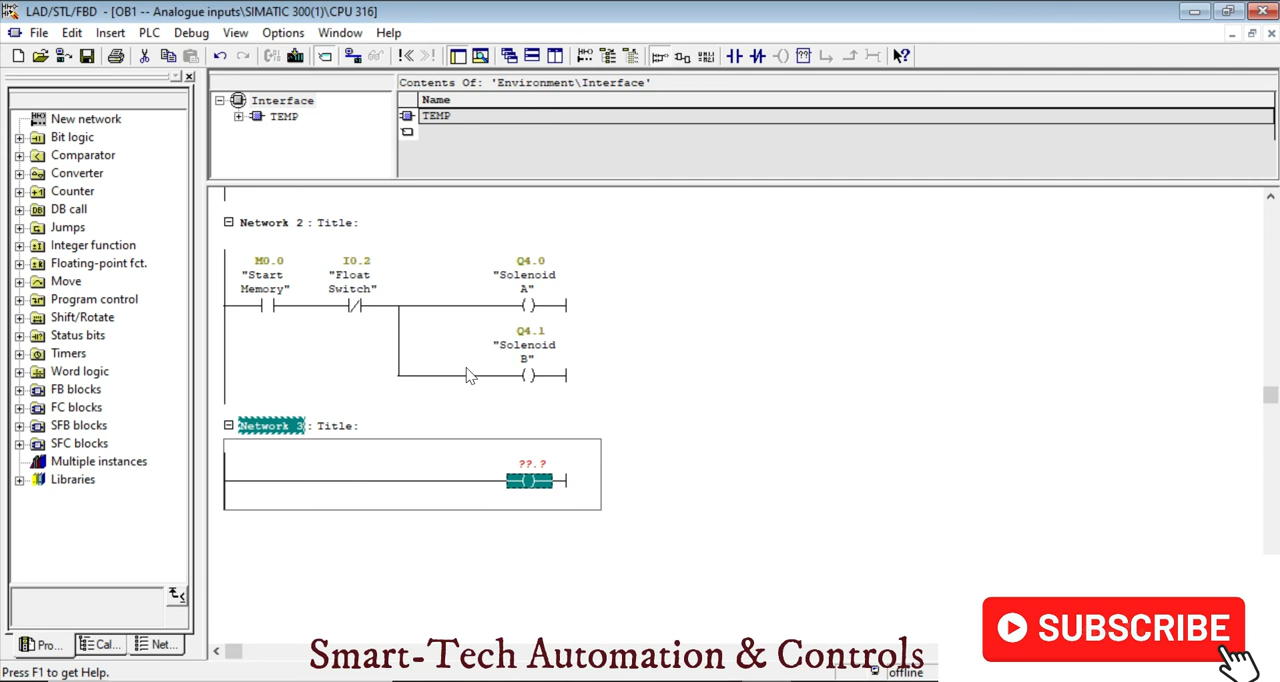 LAD/STL/FBD - [OB1 -- Analogue inputs\SIMATIC 300(1)\CPU 316]
File Edit Insert PLC Debug View Options Window Help
New network
Bit logic
Comparator
Converter
Counter
DB call
Jumps
Integer function
Floating-point fct.
Move
Program control
Shift/Rotate
Status bits
Timers
Word logic
FB blocks
FC blocks
SFB blocks
SFC blocks
Multiple instances
Libraries
Pro... Cal... Net...
Interface
TEMP
Contents Of: 'Environment\Interface'
Name
TEMP
Network 2 : Title:
M0.0 I0.2 Q4.0
"Start "Float "Solenoid
Memory" Switch" A"
Q4.1
"Solenoid
B"
Network 3 : Title:
??.?
SUBSCRIBE
Smart-Tech Automation & Controls
Press F1 to get Help.
offline